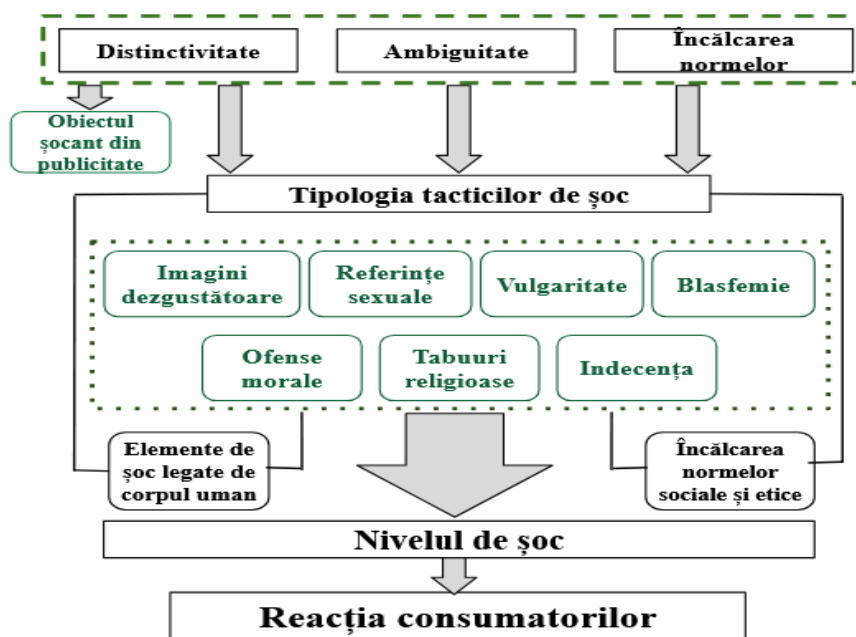 Distinctivitate
Ambiguitate
Încălcarea
normelor
Obiectul
șocant din
publicitate
Tipologia tacticilor de șoc
Imagini
dezgustătoare
Referințe
sexuale
Vulgaritate
Blasfemie
Ofense
morale
Tabuuri
religioase
Indecența
Elemente de
șoc legate de
corpul uman
Încălcarea
normelor
sociale și etice
Nivelul de șoc
Reacția consumatorilor